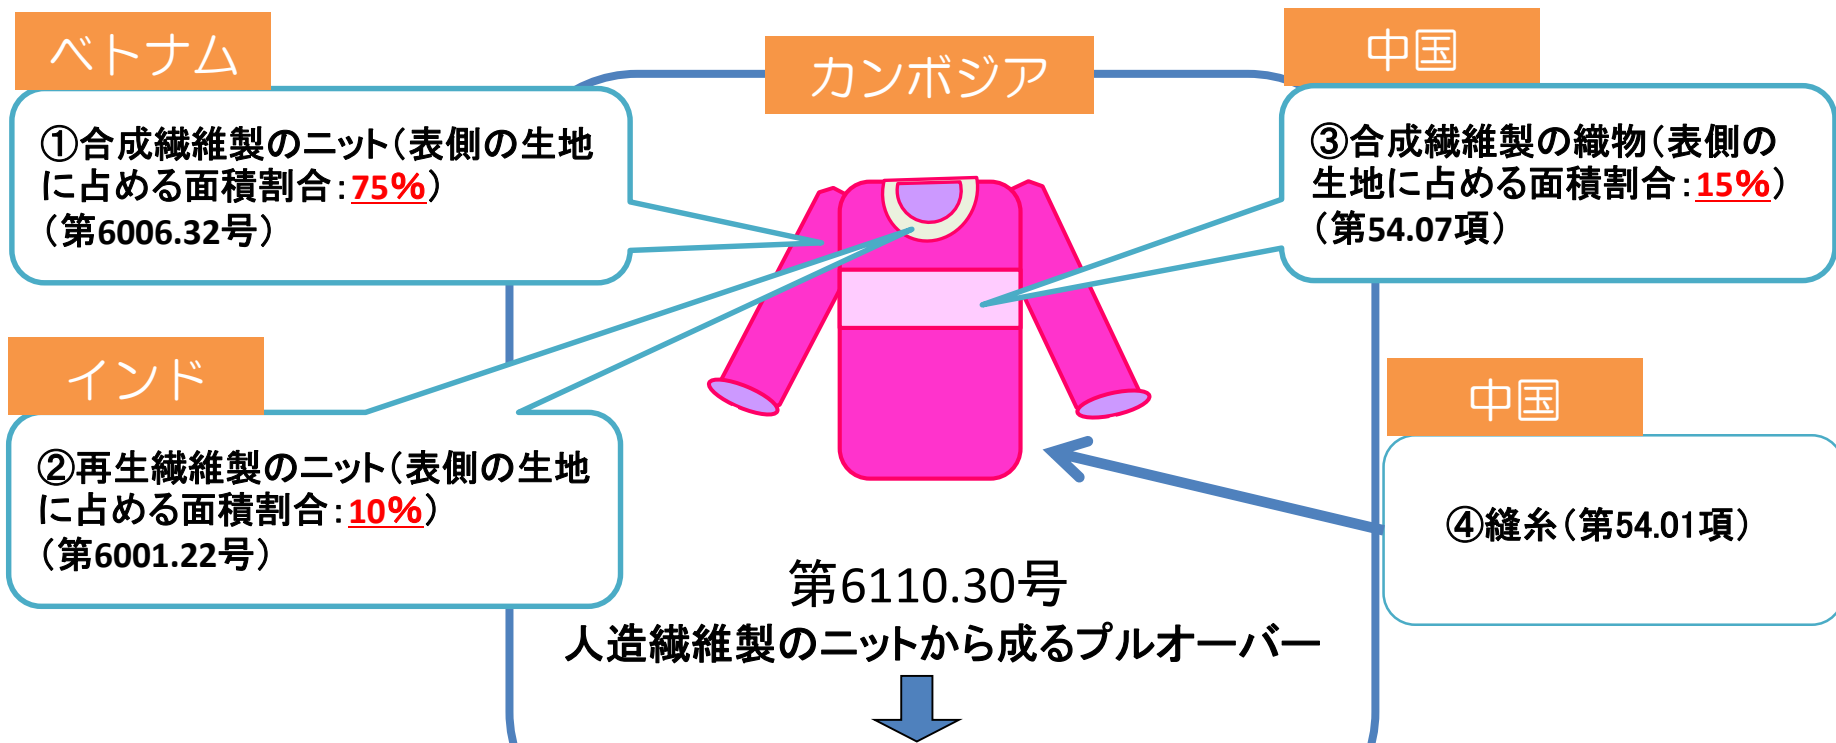 ベトナム
①合成繊維製のニット（表側の生地
に占める面積割合：75％）
（第6006.32号）
カンボジア
中国
③合成繊維製の織物（表側の
生地に占める面積割合：15％）
（第54.07項）
インド
②再生繊維製のニット（表側の生地
に占める面積割合：10％）
（第6001.22号）
中国
④縫糸（第54.01項）
第6110.30号
人造繊維製のニットから成るプルオーバー